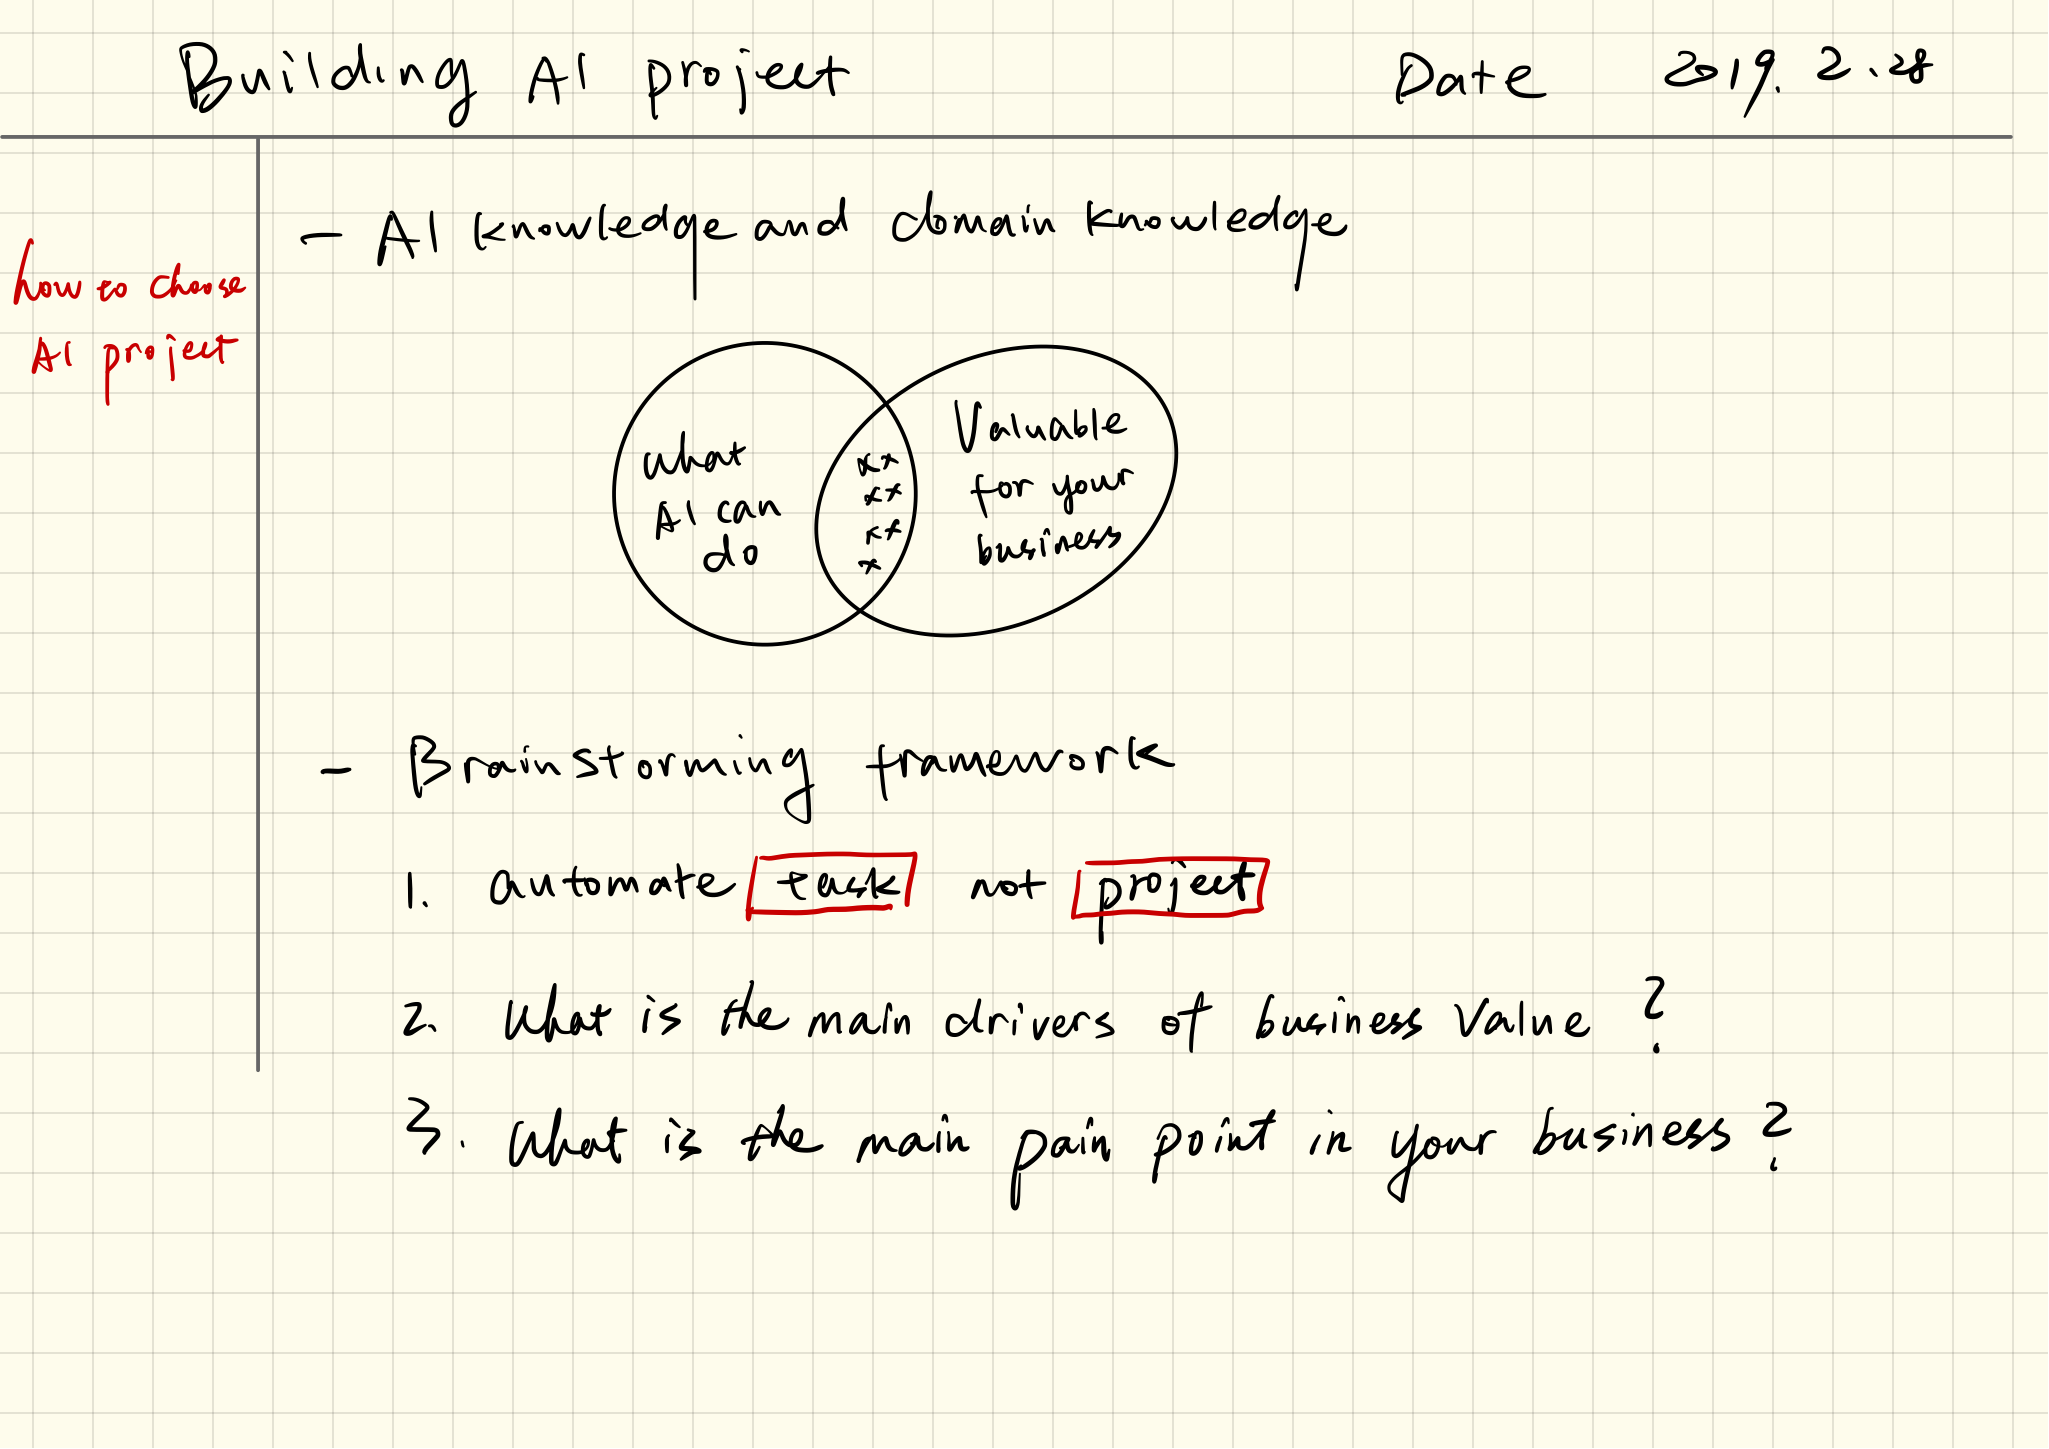 Building AI project Date 2019. 2.28
how to choose
AI project
- AI knowledge and domain knowledge
what
AI can
do
xx
xx
xx
x
Valuable
for your
business
- Brainstorming framework
1. automate task not project
2. What is the main drivers of business value ?
3. What is the main pain point in your business ?